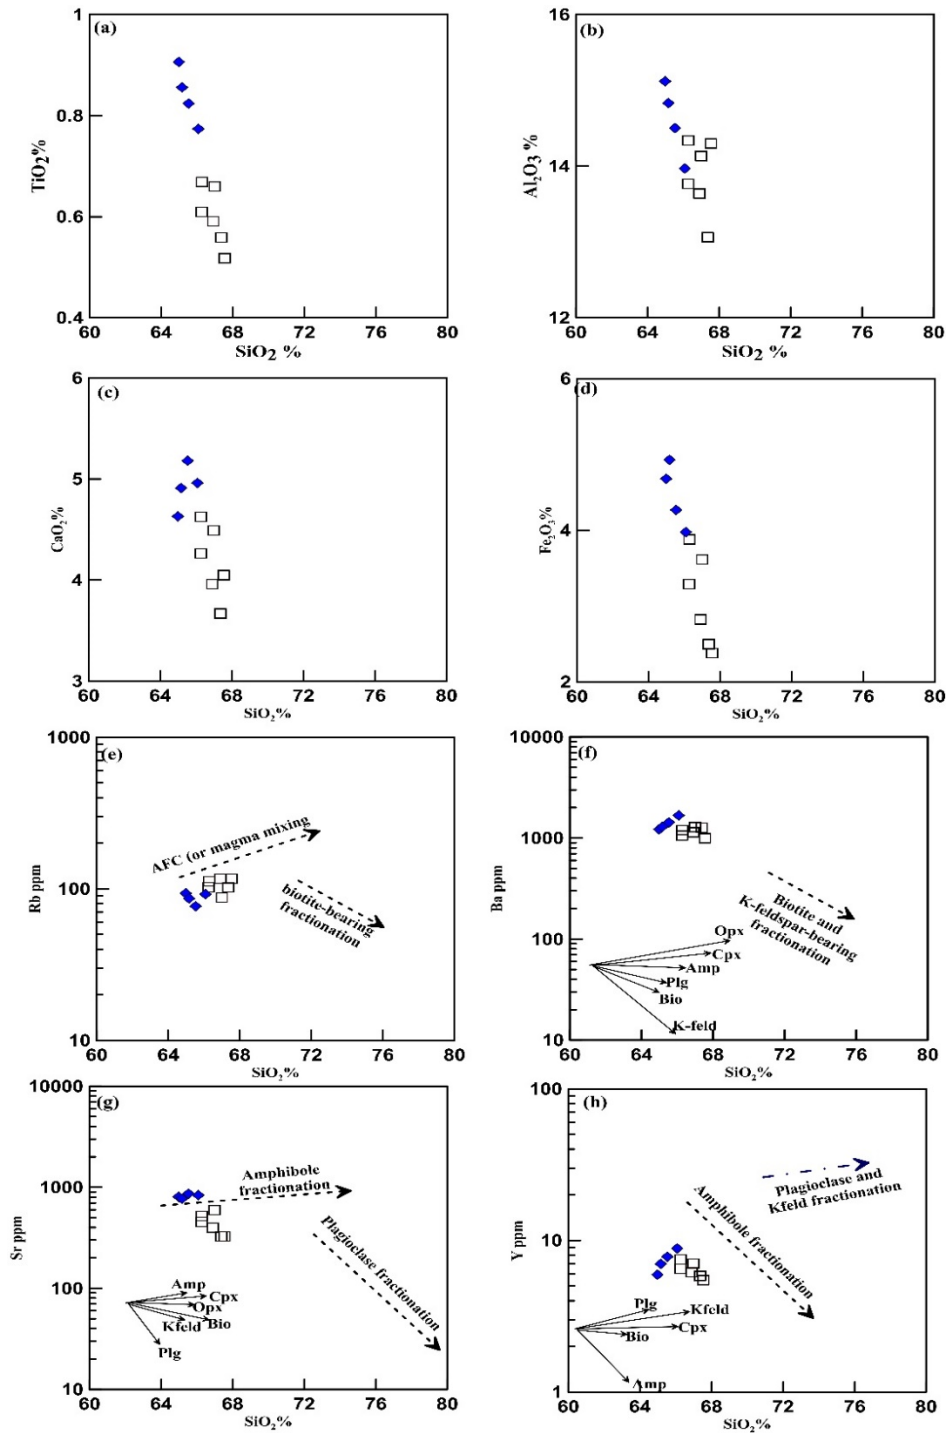 (a)
1
0.8
0.6
0.4
TiO2%
60 64 68 72 76 80
SiO2 %
(b)
16
14
12
Al2O3 %
60 64 68 72 76 80
SiO2 %
(c)
6
5
4
3
CaO2%
60 64 68 72 76 80
SiO2%
(d)
6
4
2
Fe2O3%
60 64 68 72 76 80
SiO2%
(e)
1000
100
10
Rb ppm
AFC (or magma mixing
biotite-bearing
fractionation
60 64 68 72 76 80
SiO2%
(f)
10000
1000
100
10
Ba ppm
Biotite and
K-feldspar-bearing
fractionation
Opx
Cpx
Amp
Plg
Bio
K-feld
60 64 68 72 76 80
SiO2%
(g)
10000
1000
100
10
Sr ppm
Amphibole
fractionation
Plagioclase fractionation
Amp
Cpx
Opx
Bio
Kfeld
Plg
60 64 68 72 76 80
SiO2%
(h)
100
10
1
Y ppm
Plagioclase and
Kfeld fractionation
Amphibole fractionation
Plg
Kfeld
Cpx
Bio
Amp
60 64 68 72 76 80
SiO2%